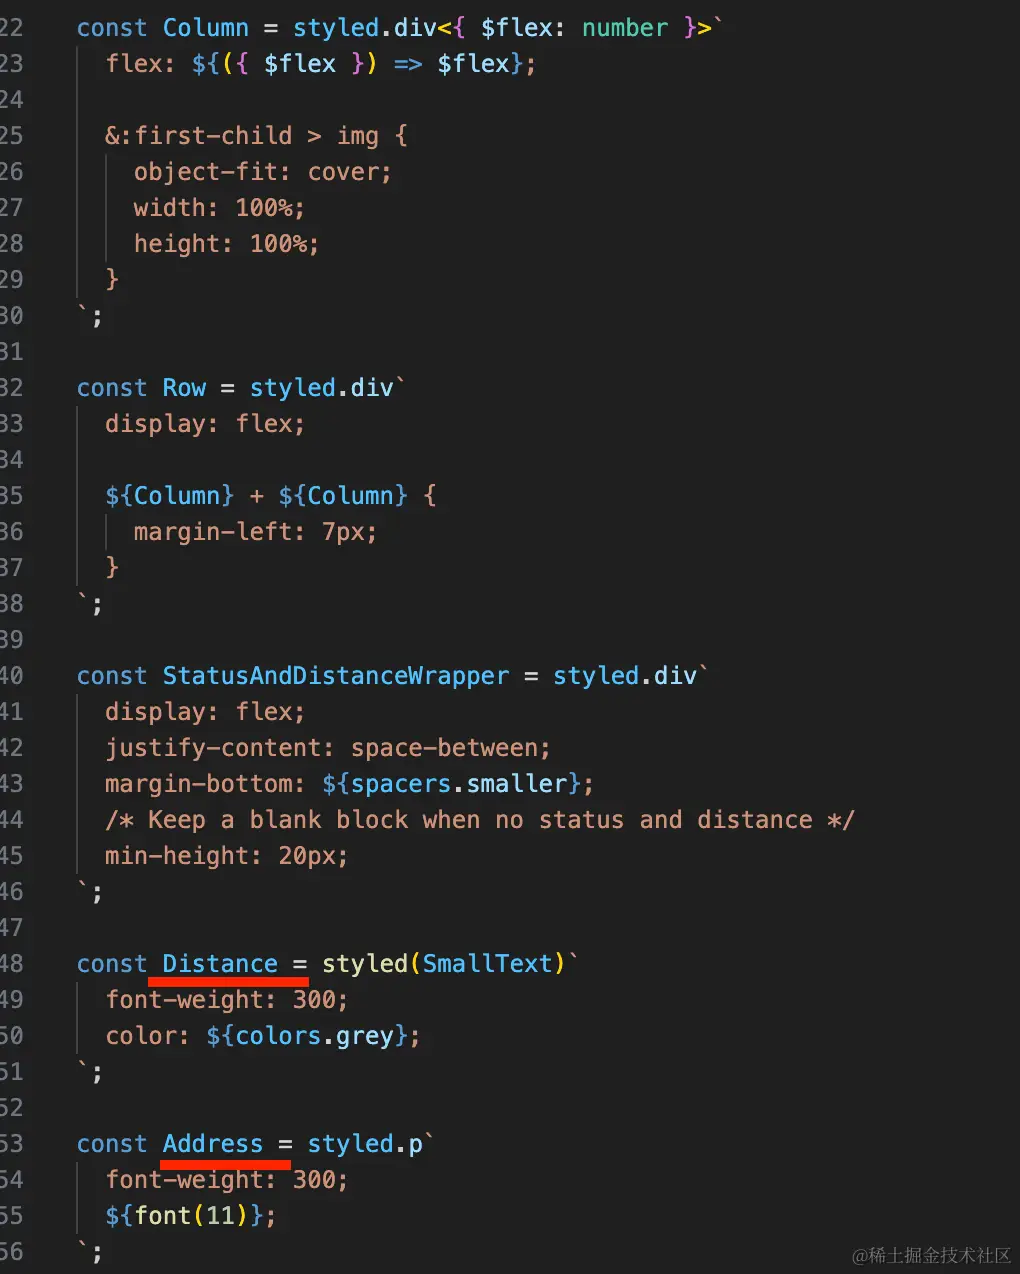 22 const Column = styled.div<{ $flex: number }>`
23 flex: ${({ $flex }) => $flex};
24
25 &:first-child > img {
26 object-fit: cover;
27 width: 100%;
28 height: 100%;
29 }
30 `;
31
32 const Row = styled.div`
33 display: flex;
34
35 ${Column} + ${Column} {
36 margin-left: 7px;
37 }
38 `;
39
40 const StatusAndDistanceWrapper = styled.div`
41 display: flex;
42 justify-content: space-between;
43 margin-bottom: ${spacers.smaller};
44 /* Keep a blank block when no status and distance */
45 min-height: 20px;
46 `;
47
48 const Distance = styled(SmallText)`
49 font-weight: 300;
50 color: ${colors.grey};
51 `;
52
53 const Address = styled.p`
54 font-weight: 300;
55 ${font(11)};
56 `;
@稀土掘金技术社区